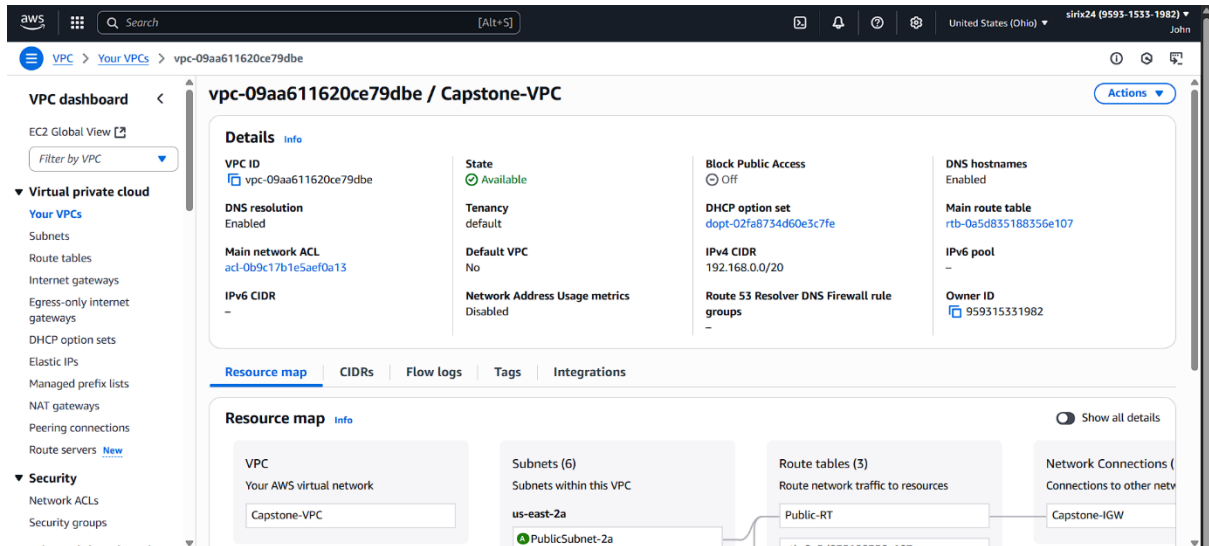 aws
Search
[Alt+S]
United States (Ohio)
sirix24 (9593-1533-1982)
John
VPC > Your VPCs > vpc-09aa611620ce79dbe
VPC dashboard
EC2 Global View
Filter by VPC
Virtual private cloud
Your VPCs
Subnets
Route tables
Internet gateways
Egress-only internet
gateways
DHCP option sets
Elastic IPs
Managed prefix lists
NAT gateways
Peering connections
Route servers New
Security
Network ACLs
Security groups
vpc-09aa611620ce79dbe / Capstone-VPC
Actions
Details Info
VPC ID
vpc-09aa611620ce79dbe
State
Available
Block Public Access
Off
DNS hostnames
Enabled
DNS resolution
Enabled
Tenancy
default
DHCP option set
dopt-02fa8734d60e3c7fe
Main route table
rtb-0a5d835188356e107
Main network ACL
acl-0b9c17b1e5aef0a13
Default VPC
No
IPv4 CIDR
192.168.0.0/20
IPv6 pool
–
IPv6 CIDR
–
Network Address Usage metrics
Disabled
Route 53 Resolver DNS Firewall rule
groups
–
Owner ID
959315331982
Resource map
CIDRs
Flow logs
Tags
Integrations
Resource map Info
Show all details
VPC
Your AWS virtual network
Capstone-VPC
Subnets (6)
Subnets within this VPC
us-east-2a
A PublicSubnet-2a
Route tables (3)
Route network traffic to resources
Public-RT
Network Connections (
Connections to other netw
Capstone-IGW